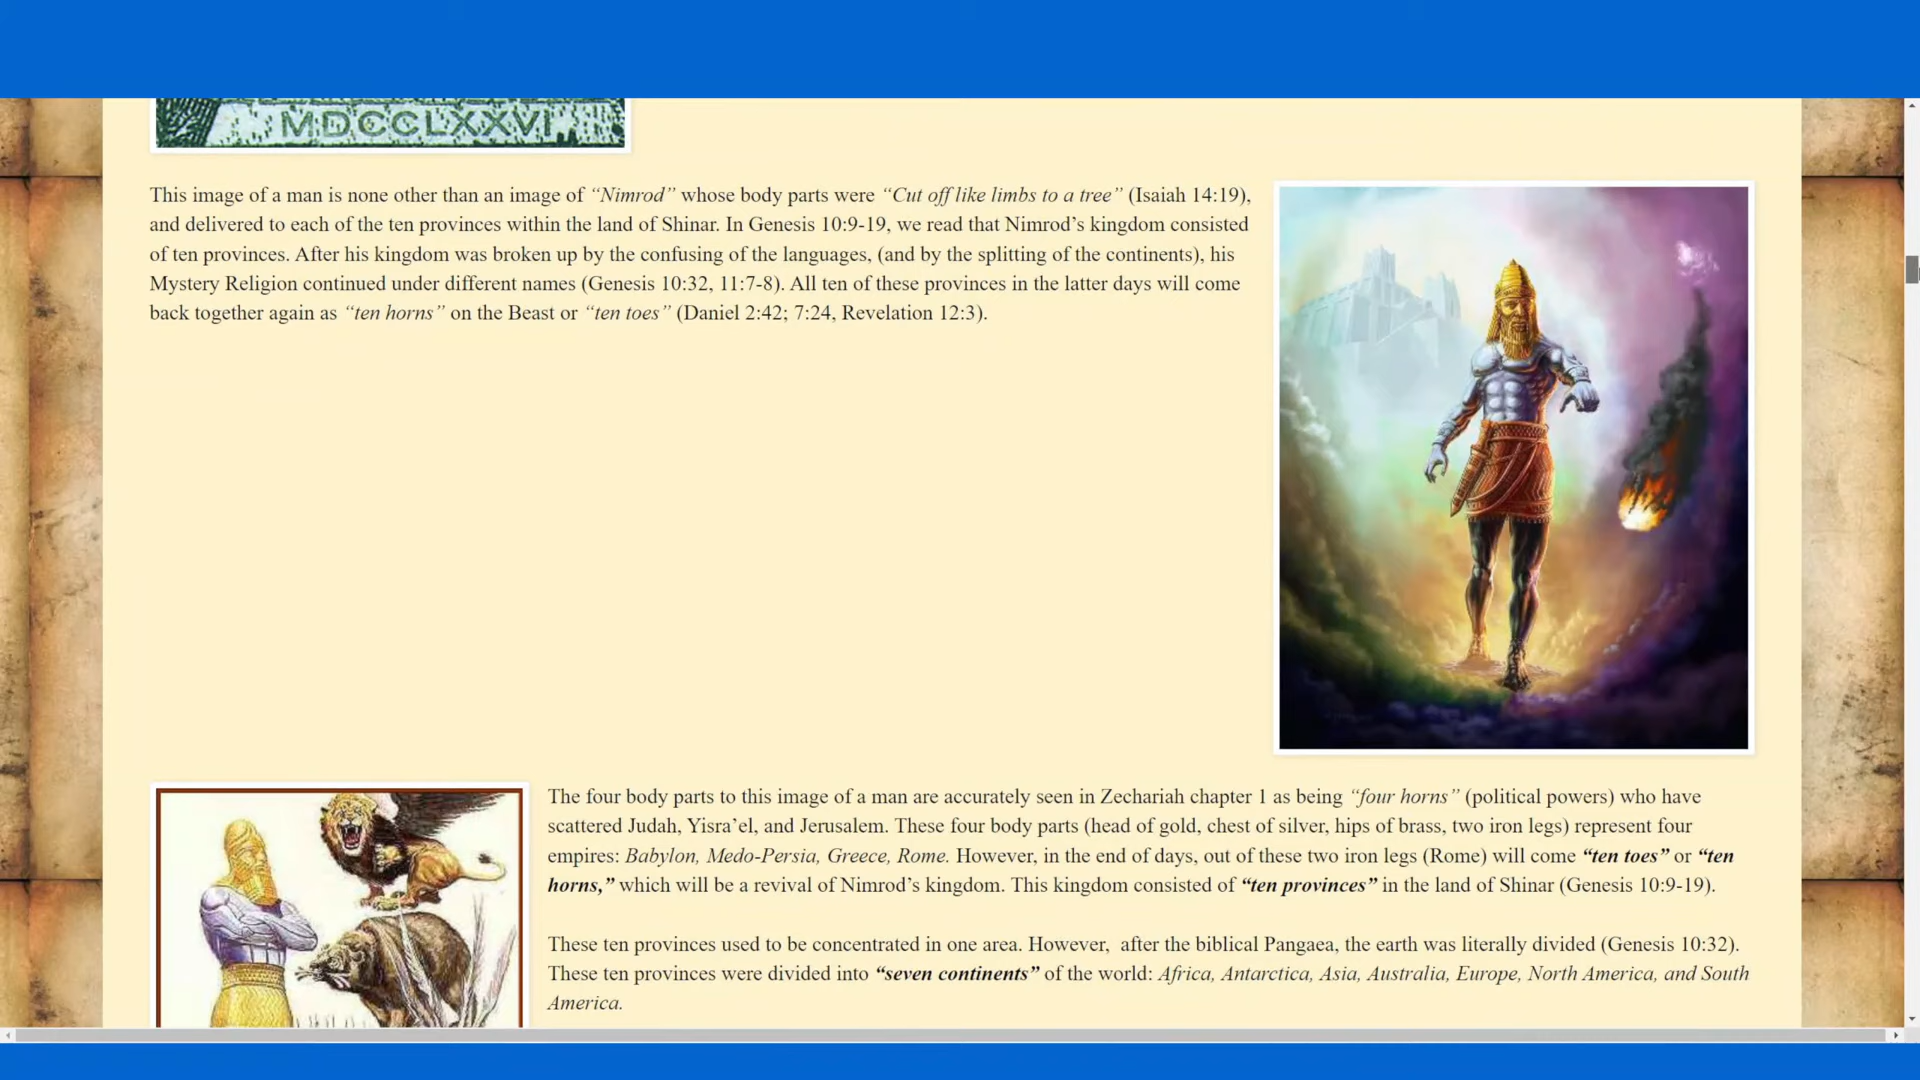 MDCCLXXVI
This image of a man is none other than an image of “Nimrod” whose body parts were “Cut off like limbs to a tree” (Isaiah 14:19),
and delivered to each of the ten provinces within the land of Shinar. In Genesis 10:9-19, we read that Nimrod’s kingdom consisted
of ten provinces. After his kingdom was broken up by the confusing of the languages, (and by the splitting of the continents), his
Mystery Religion continued under different names (Genesis 10:32, 11:7-8). All ten of these provinces in the latter days will come
back together again as “ten horns” on the Beast or “ten toes” (Daniel 2:42; 7:24, Revelation 12:3).
The four body parts to this image of a man are accurately seen in Zechariah chapter 1 as being “four horns” (political powers) who have
scattered Judah, Yisra’el, and Jerusalem. These four body parts (head of gold, chest of silver, hips of brass, two iron legs) represent four
empires: Babylon, Medo-Persia, Greece, Rome. However, in the end of days, out of these two iron legs (Rome) will come “ten toes” or “ten
horns,” which will be a revival of Nimrod’s kingdom. This kingdom consisted of “ten provinces” in the land of Shinar (Genesis 10:9-19).
These ten provinces used to be concentrated in one area. However, after the biblical Pangaea, the earth was literally divided (Genesis 10:32).
These ten provinces were divided into “seven continents” of the world: Africa, Antarctica, Asia, Australia, Europe, North America, and South
America.